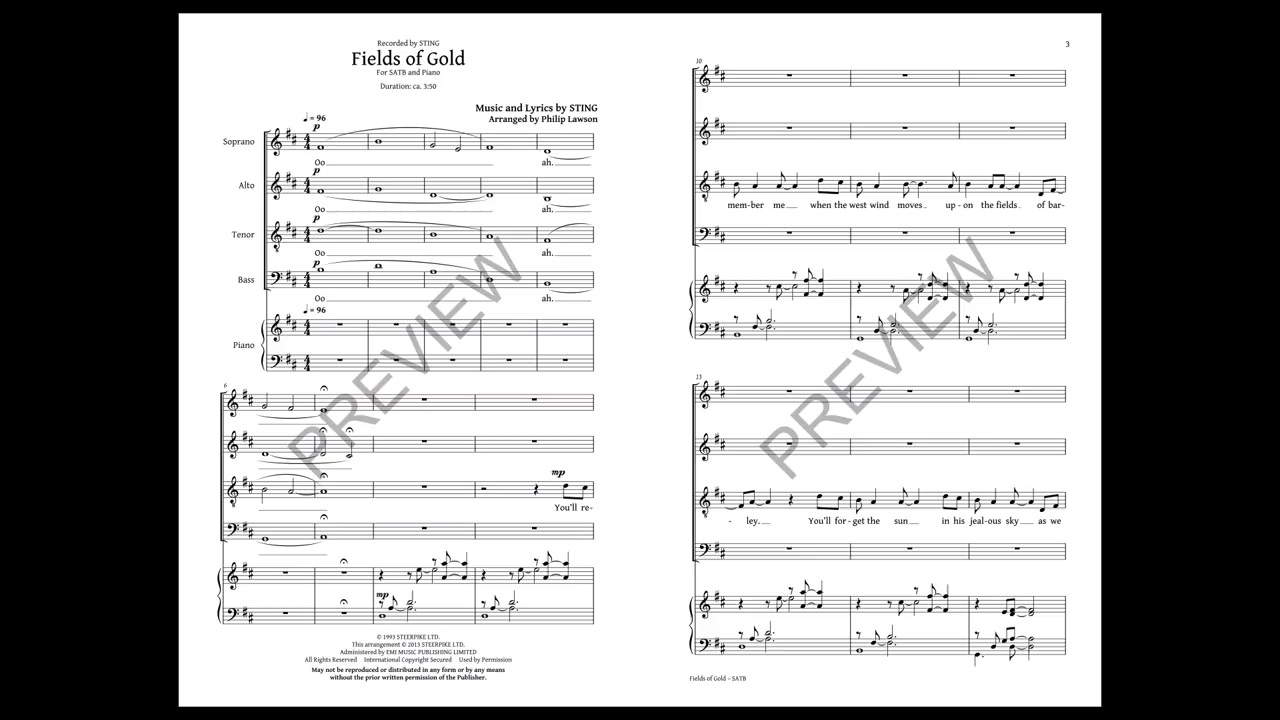 Recorded by STING
Fields of Gold
For SATB and Piano
Duration: ca. 3:50
Music and Lyrics by STING
Arranged by Philip Lawson
♩ = 96
p
Soprano
Oo
ah.
p
Alto
Oo
ah.
p
Tenor
Oo
ah.
p
Bass
Oo
ah.
♩ = 96
Piano
6
mp
You'll re-
mp
PREVIEW
© 1993 STEERPIKE LTD.
This arrangement © 2013 STEERPIKE LTD.
Administered by EMI MUSIC PUBLISHING LIMITED
All Rights Reserved International Copyright Secured Used by Permission
May not be reproduced or distributed in any form or by any means
without the prior written permission of the Publisher.
3
10
mem-ber me when the west wind moves up-on the fields of bar-
13
- ley. You'll for-get the sun in his jeal-ous sky as we
PREVIEW
Fields of Gold – SATB